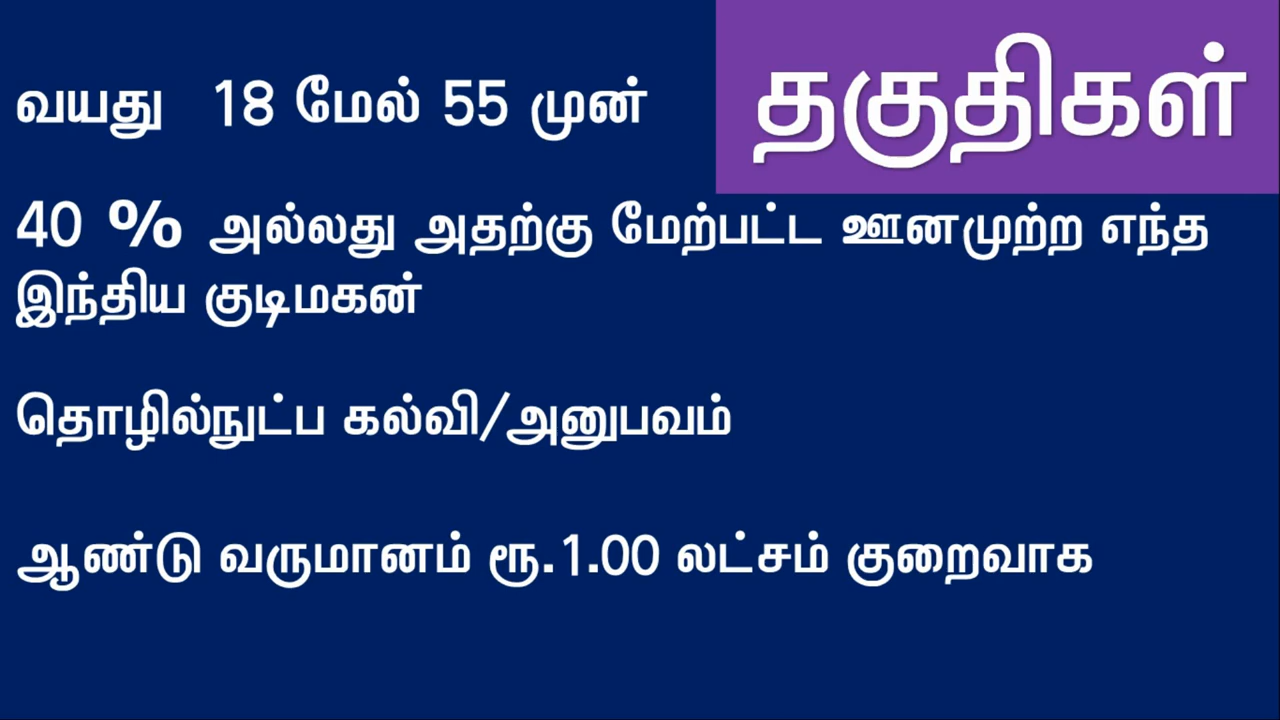 தகுதிகள்
வயது 18 மேல் 55 முன்
40 % அல்லது அதற்கு மேற்பட்ட ஊனமுற்ற எந்த
இந்திய குடிமகன்
தொழில்நுட்ப கல்வி/அனுபவம்
ஆண்டு வருமானம் ரூ.1.00 லட்சம் குறைவாக